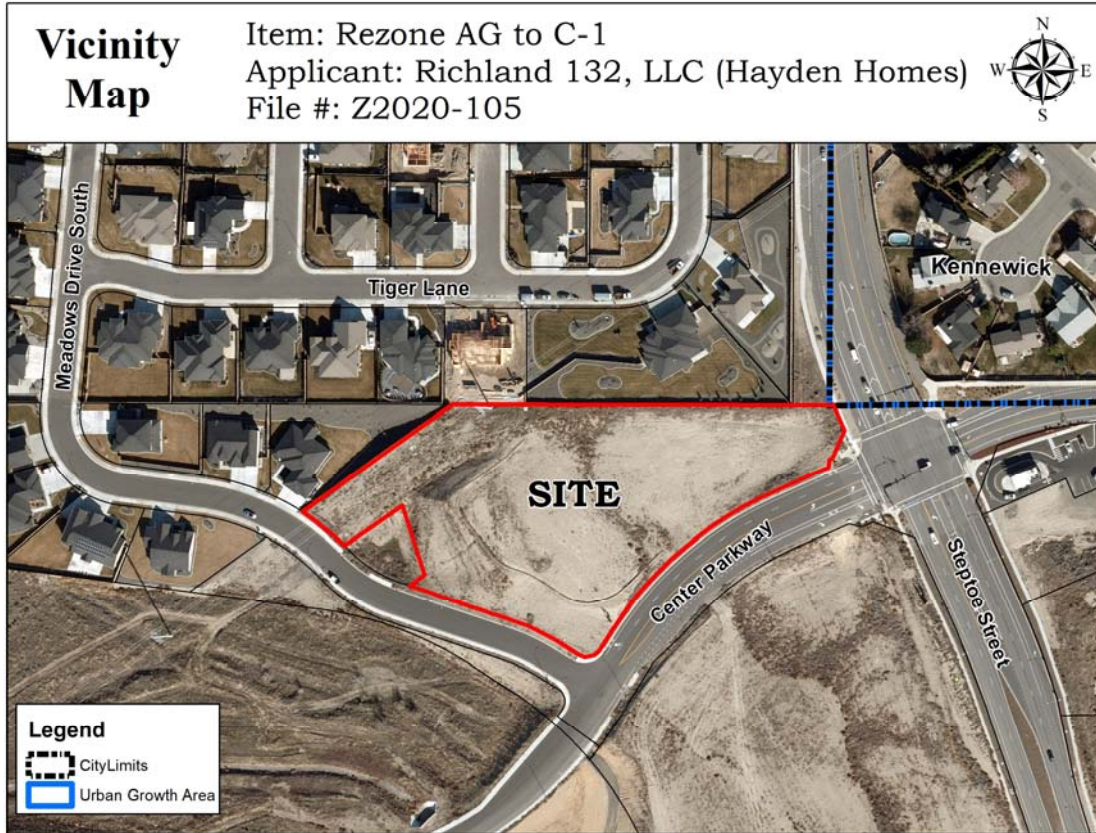 Vicinity
Map
Item: Rezone AG to C-1
Applicant: Richland 132, LLC (Hayden Homes)
File #: Z2020-105
N
W
E
S
Meadows Drive South
Tiger Lane
Kennewick
SITE
Center Parkway
Steptoe Street
Legend
CityLimits
Urban Growth Area